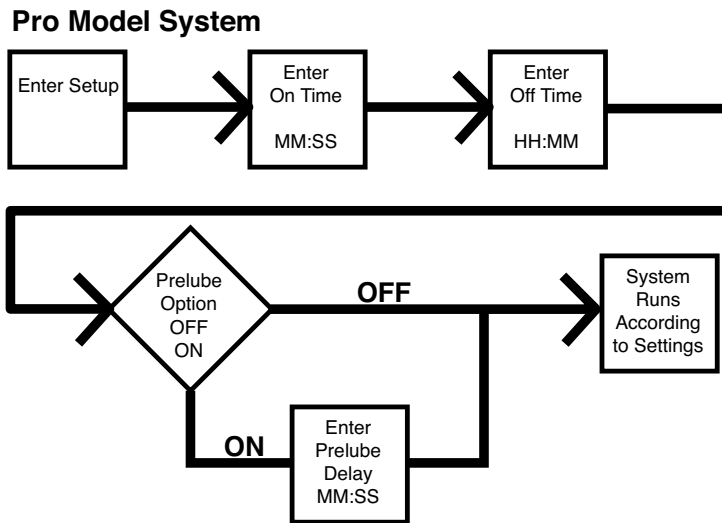 Pro Model System
Enter Setup
Enter
On Time
MM:SS
Enter
Off Time
HH:MM
Prelube
Option
OFF
ON
OFF
System
Runs
According
to Settings
ON
Enter
Prelube
Delay
MM:SS